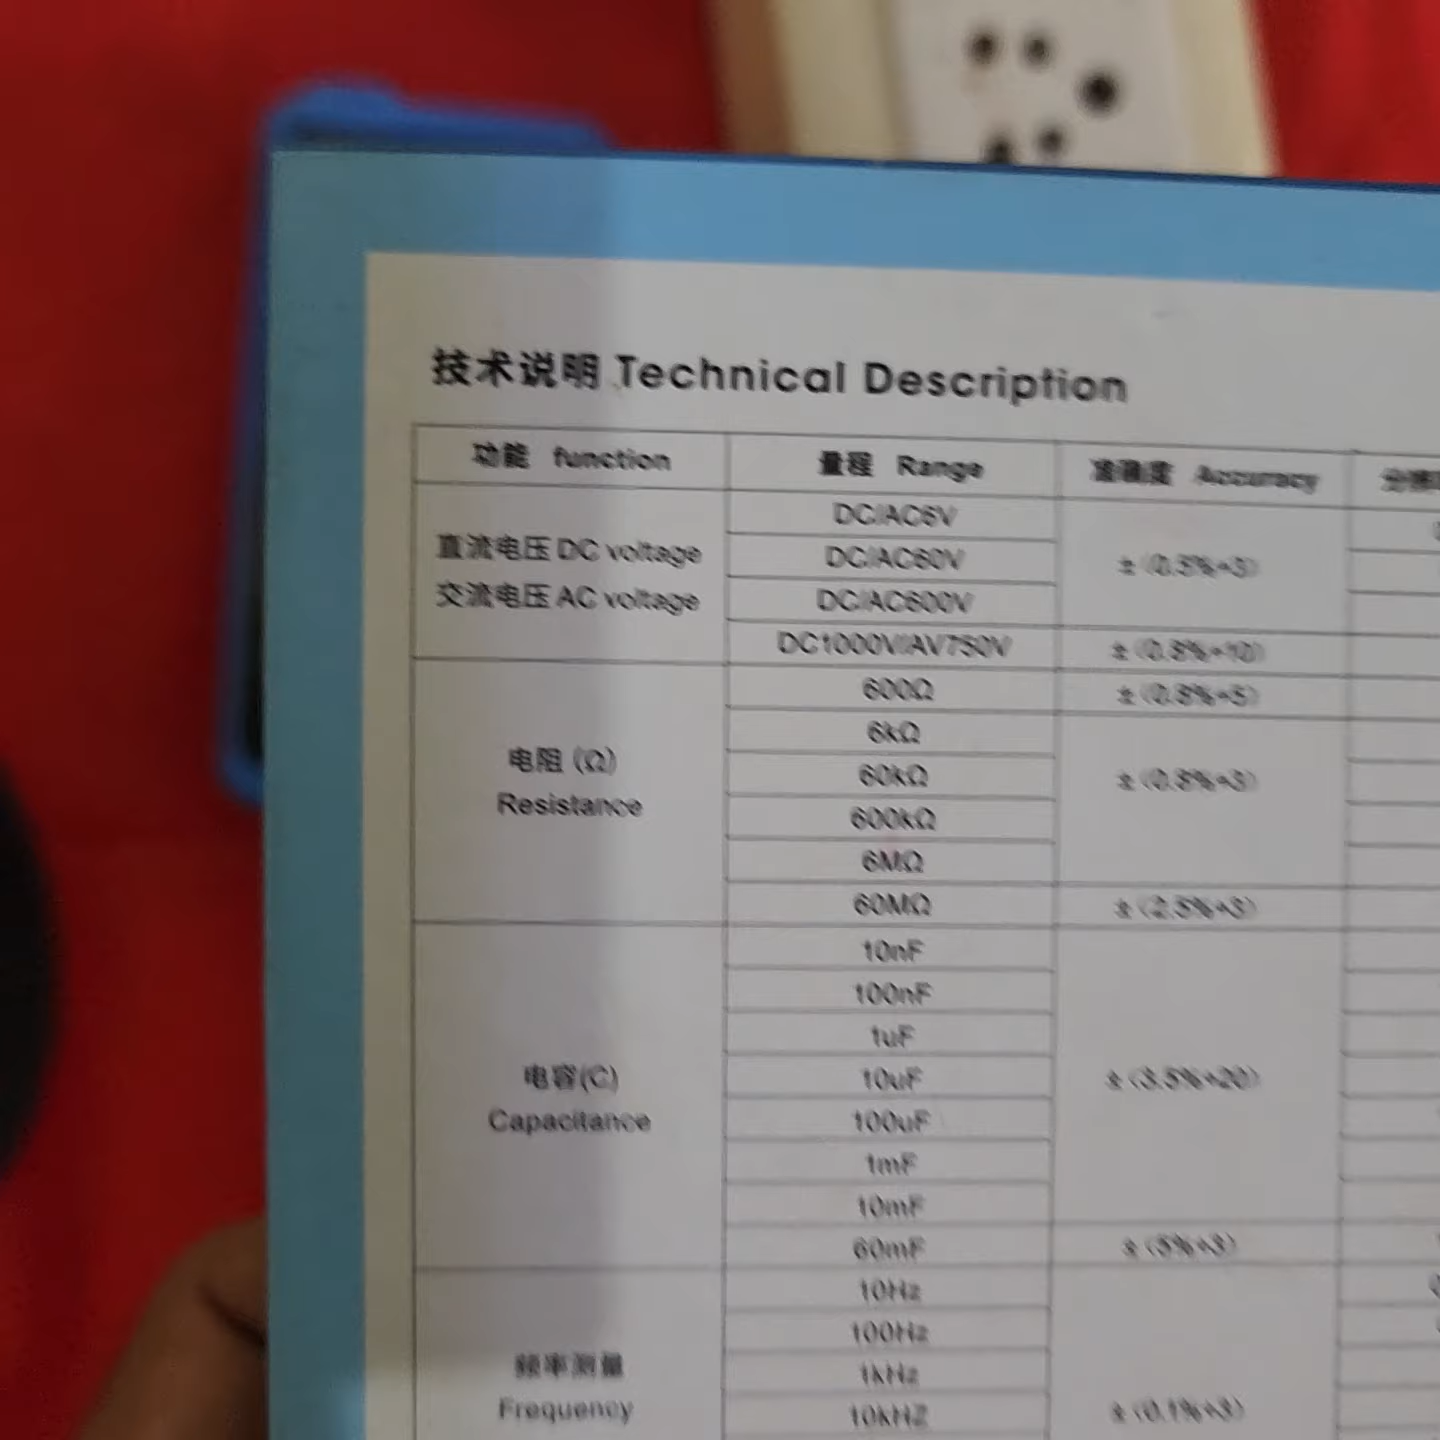 技术说明 Technical Description
功能 function 量程 Range 准确度 Accuracy
直流电压 DC voltage
交流电压 AC voltage
DC/AC6V
DC/AC60V
DC/AC600V
± (0.5%+3)
DC1000V/AV750V ± (0.8%+10)
电阻 (Ω)
Resistance
600Ω ± (0.8%+5)
6kΩ
60kΩ
600kΩ
6MΩ
± (0.8%+3)
60MΩ ± (2.5%+3)
电容(C)
Capacitance
10nF
100nF
1uF
10uF
100uF
1mF
10mF
± (3.5%+20)
60mF ± (5%+3)
频率测量
Frequency
10Hz
100Hz
1kHz
10kHZ
± (0.1%+3)